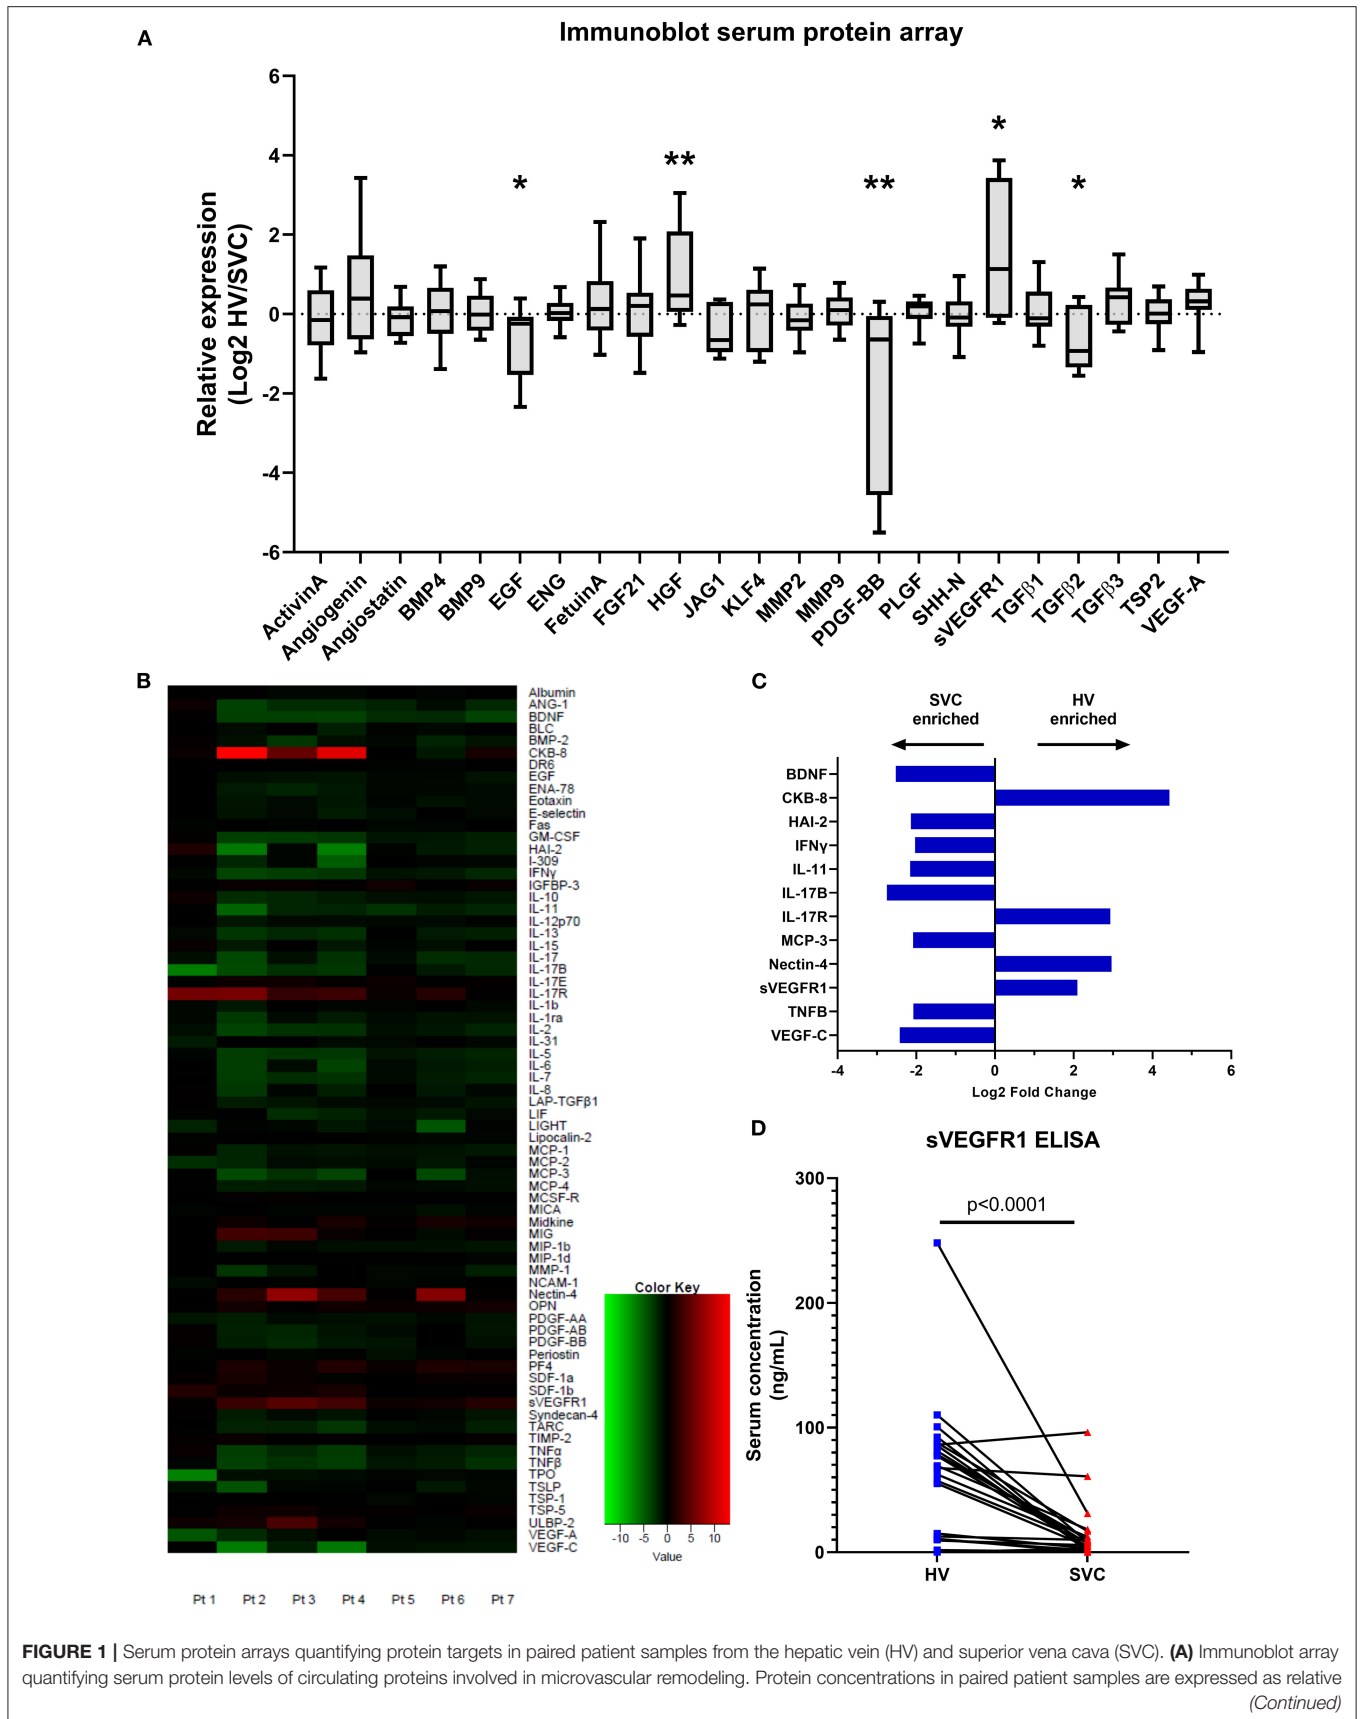 A
Immunoblot serum protein array
Relative expression
(Log2 HV/SVC)
6
4
2
0
-2
-4
-6
*
**
**
*
*
ActivinA
Angiogenin
Angiostatin
BMP4
BMP9
EGF
ENG
FetuinA
FGF21
HGF
JAG1
KLF4
MMP2
MMP9
PDGF-BB
PLGF
SHH-N
sVEGFR1
TGFβ1
TGFβ2
TGFβ3
TSP2
VEGF-A
B
Albumin
ANG-1
BDNF
BLC
BMP-2
CKB-8
DR6
EGF
ENA-78
Eotaxin
E-selectin
Fas
GM-CSF
HAI-2
I-309
IFNγ
IGFBP-3
IL-10
IL-11
IL-12p70
IL-13
IL-15
IL-17
IL-17B
IL-17E
IL-17R
IL-1b
IL-1ra
IL-2
IL-31
IL-5
IL-6
IL-7
IL-8
LAP-TGFβ1
LIF
LIGHT
Lipocalin-2
MCP-1
MCP-2
MCP-3
MCP-4
MCSF-R
MICA
Midkine
MIG
MIP-1b
MIP-1d
MMP-1
NCAM-1
Nectin-4
OPN
PDGF-AA
PDGF-AB
PDGF-BB
Periostin
PF4
SDF-1a
SDF-1b
sVEGFR1
Syndecan-4
TARC
TIMP-2
TNFα
TNFβ
TPO
TSLP
TSP-1
TSP-5
ULBP-2
VEGF-A
VEGF-C
Pt 1 Pt 2 Pt 3 Pt 4 Pt 5 Pt 6 Pt 7
Color Key
-10 -5 0 5 10
Value
C
SVC
enriched
HV
enriched
BDNF
CKB-8
HAI-2
IFNγ
IL-11
IL-17B
IL-17R
MCP-3
Nectin-4
sVEGFR1
TNFB
VEGF-C
-4 -2 0 2 4 6
Log2 Fold Change
D
sVEGFR1 ELISA
p<0.0001
Serum concentration
(ng/mL)
300
200
100
0
HV SVC
FIGURE 1 | Serum protein arrays quantifying protein targets in paired patient samples from the hepatic vein (HV) and superior vena cava (SVC). (A) Immunoblot array
quantifying serum protein levels of circulating proteins involved in microvascular remodeling. Protein concentrations in paired patient samples are expressed as relative
(Continued)